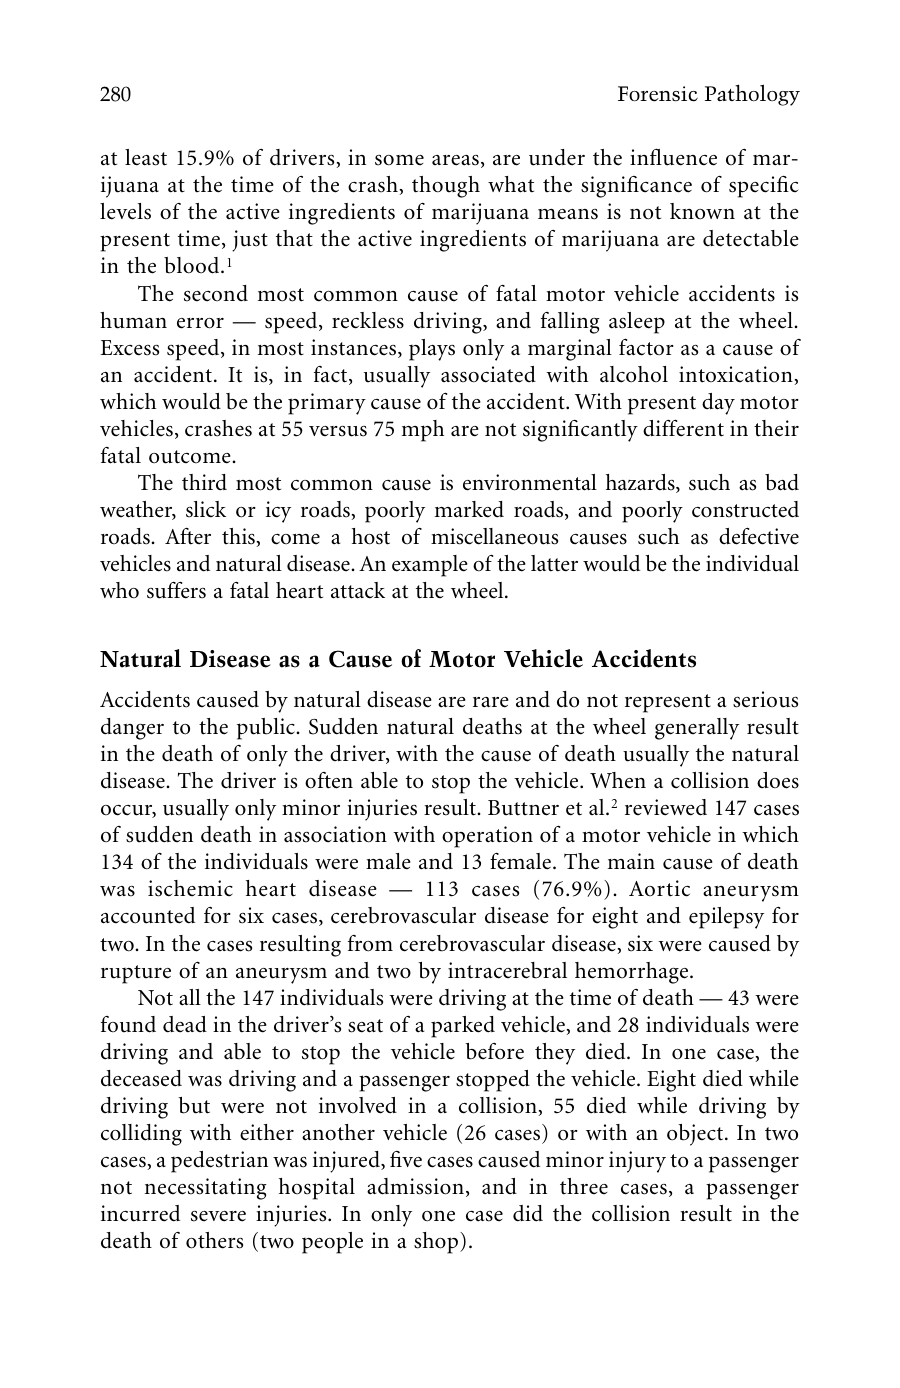 280 Forensic Pathology
at least 15.9% of drivers, in some areas, are under the influence of mar-
ijuana at the time of the crash, though what the significance of specific
levels of the active ingredients of marijuana means is not known at the
present time, just that the active ingredients of marijuana are detectable
in the blood.¹
The second most common cause of fatal motor vehicle accidents is
human error — speed, reckless driving, and falling asleep at the wheel.
Excess speed, in most instances, plays only a marginal factor as a cause of
an accident. It is, in fact, usually associated with alcohol intoxication,
which would be the primary cause of the accident. With present day motor
vehicles, crashes at 55 versus 75 mph are not significantly different in their
fatal outcome.
The third most common cause is environmental hazards, such as bad
weather, slick or icy roads, poorly marked roads, and poorly constructed
roads. After this, come a host of miscellaneous causes such as defective
vehicles and natural disease. An example of the latter would be the individual
who suffers a fatal heart attack at the wheel.
Natural Disease as a Cause of Motor Vehicle Accidents
Accidents caused by natural disease are rare and do not represent a serious
danger to the public. Sudden natural deaths at the wheel generally result
in the death of only the driver, with the cause of death usually the natural
disease. The driver is often able to stop the vehicle. When a collision does
occur, usually only minor injuries result. Buttner et al.² reviewed 147 cases
of sudden death in association with operation of a motor vehicle in which
134 of the individuals were male and 13 female. The main cause of death
was ischemic heart disease — 113 cases (76.9%). Aortic aneurysm
accounted for six cases, cerebrovascular disease for eight and epilepsy for
two. In the cases resulting from cerebrovascular disease, six were caused by
rupture of an aneurysm and two by intracerebral hemorrhage.
Not all the 147 individuals were driving at the time of death — 43 were
found dead in the driver’s seat of a parked vehicle, and 28 individuals were
driving and able to stop the vehicle before they died. In one case, the
deceased was driving and a passenger stopped the vehicle. Eight died while
driving but were not involved in a collision, 55 died while driving by
colliding with either another vehicle (26 cases) or with an object. In two
cases, a pedestrian was injured, five cases caused minor injury to a passenger
not necessitating hospital admission, and in three cases, a passenger
incurred severe injuries. In only one case did the collision result in the
death of others (two people in a shop).